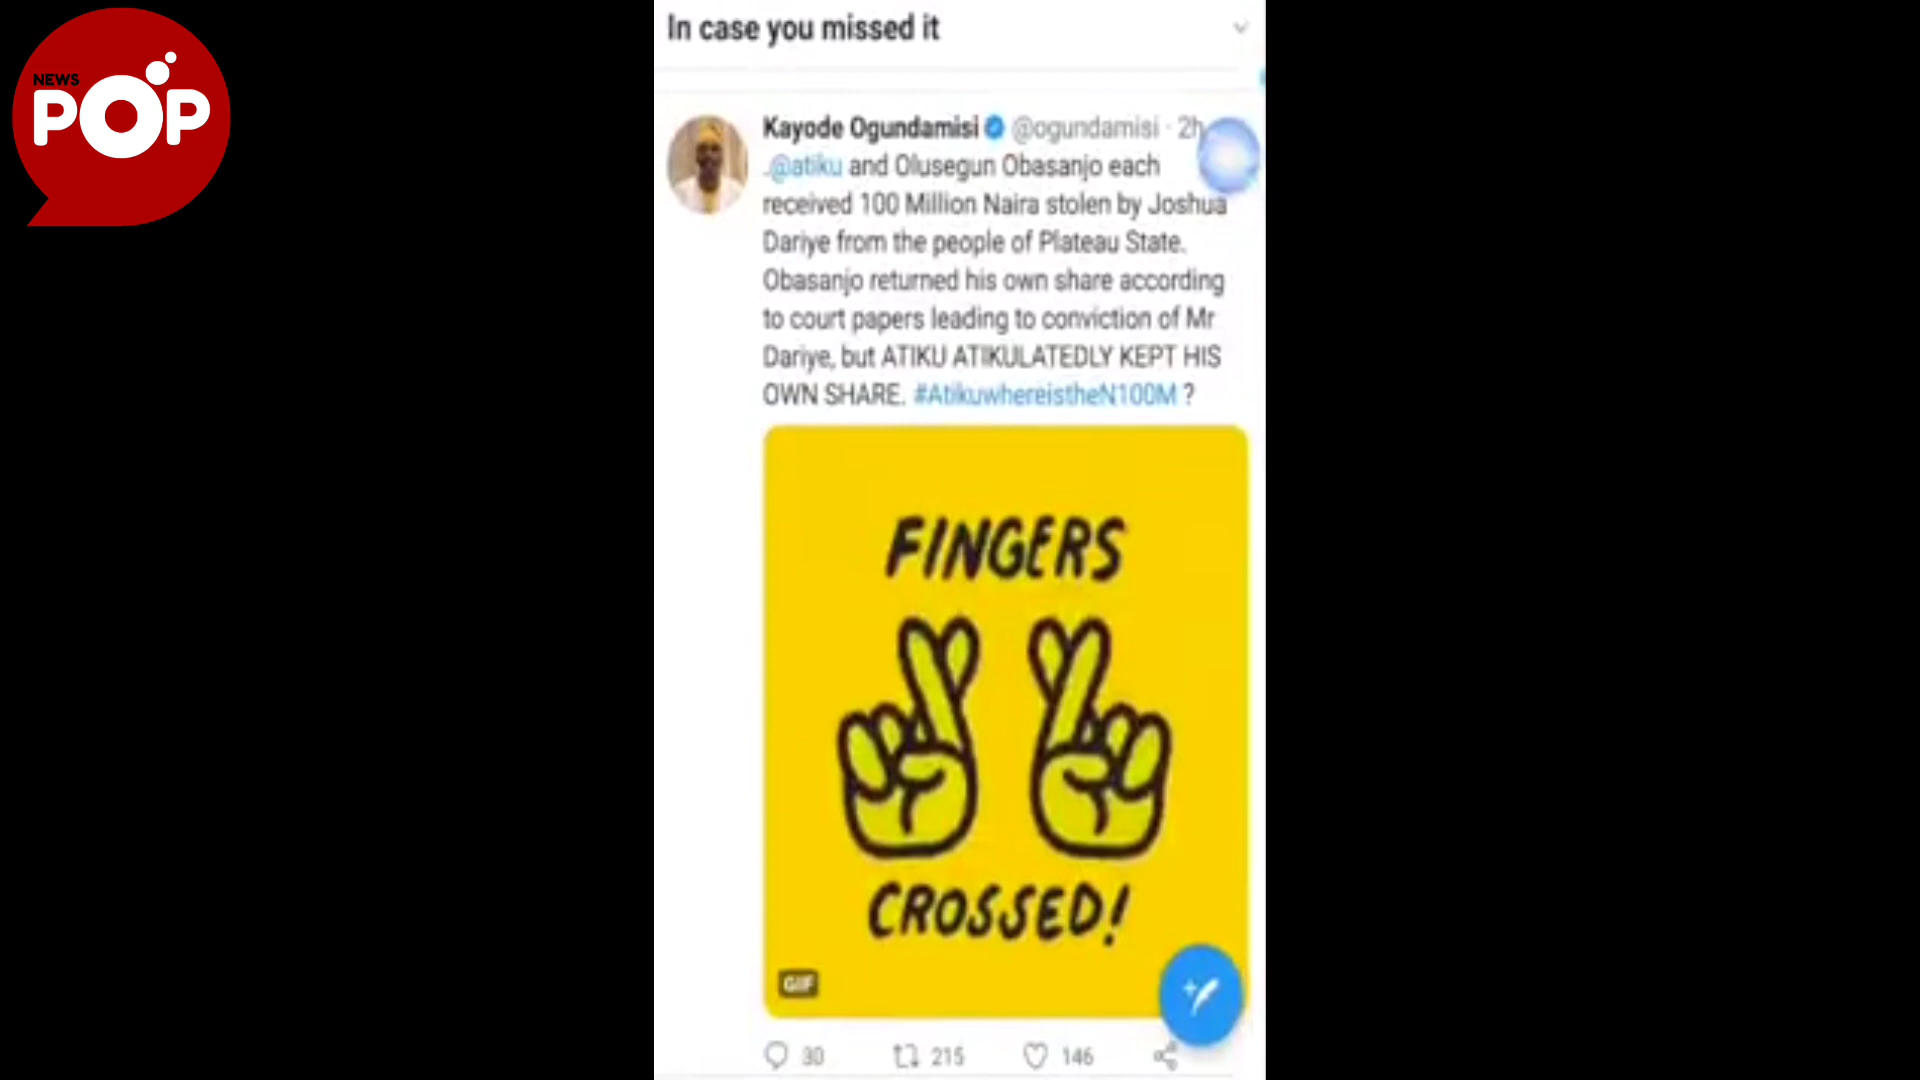 NEWS
POP
In case you missed it
Kayode Ogundamisi @ogundamisi · 2h
.@atiku and Olusegun Obasanjo each
received 100 Million Naira stolen by Joshua
Dariye from the people of Plateau State.
Obasanjo returned his own share according
to court papers leading to conviction of Mr
Dariye, but ATIKU ATIKULATEDLY KEPT HIS
OWN SHARE. #AtikuwhereistheN100M ?
FINGERS
CROSSED!
GIF
30 215 146